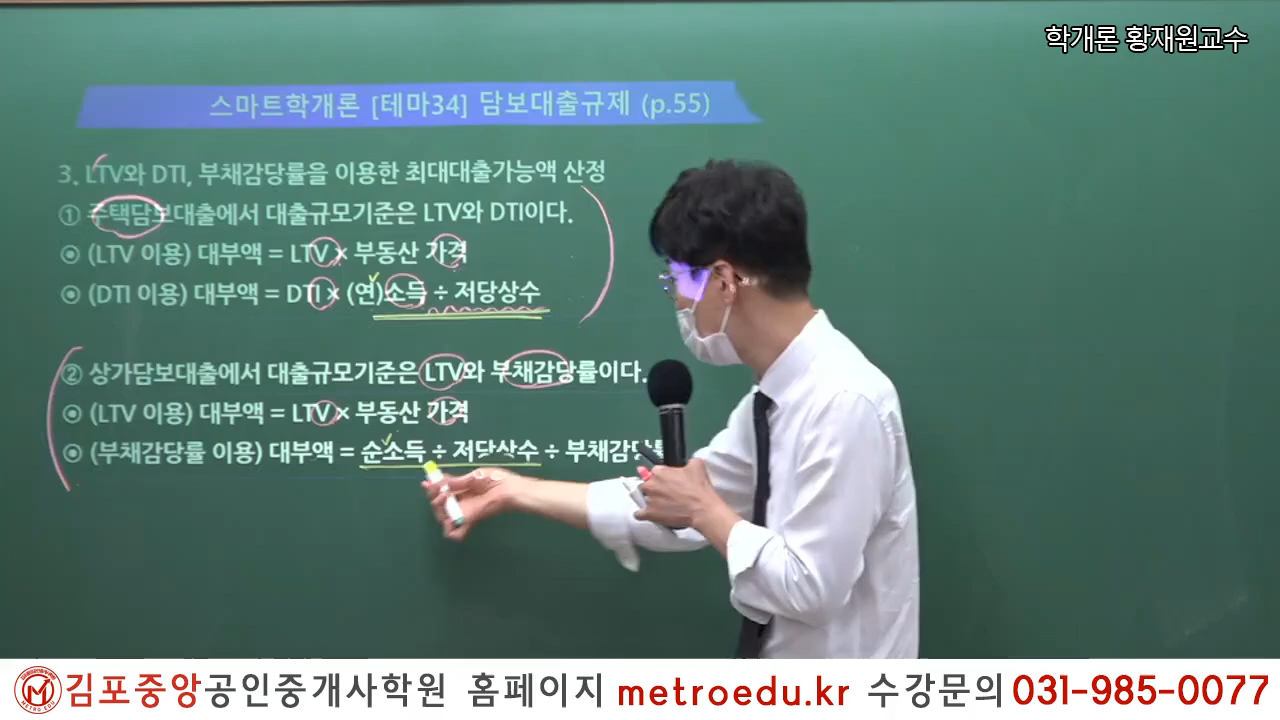 학개론 황재원교수
스마트학개론 [테마34] 담보대출규제 (p.55)
3. LTV와 DTI, 부채감당률을 이용한 최대대출가능액 산정
① 주택담보대출에서 대출규모기준은 LTV와 DTI이다.
◉ (LTV 이용) 대부액 = LTV × 부동산 가격
◉ (DTI 이용) 대부액 = DTI × (연)소득 ÷ 저당상수
② 상가담보대출에서 대출규모기준은 LTV와 부채감당률이다.
◉ (LTV 이용) 대부액 = LTV × 부동산 가격
◉ (부채감당률 이용) 대부액 = 순소득 ÷ 저당상수 ÷ 부채감당률
METRO EDU 김포중앙공인중개사학원 홈페이지 metroedu.kr 수강문의 031-985-0077